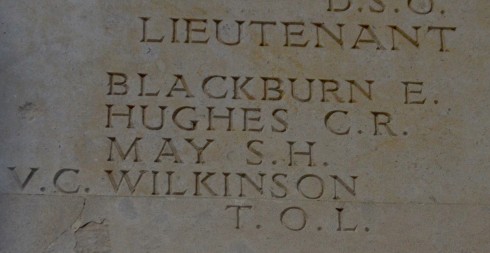 D.S.O.
LIEUTENANT
BLACKBURN E.
HUGHES C.R.
MAY S.H.
V.C. WILKINSON
T. O. L.